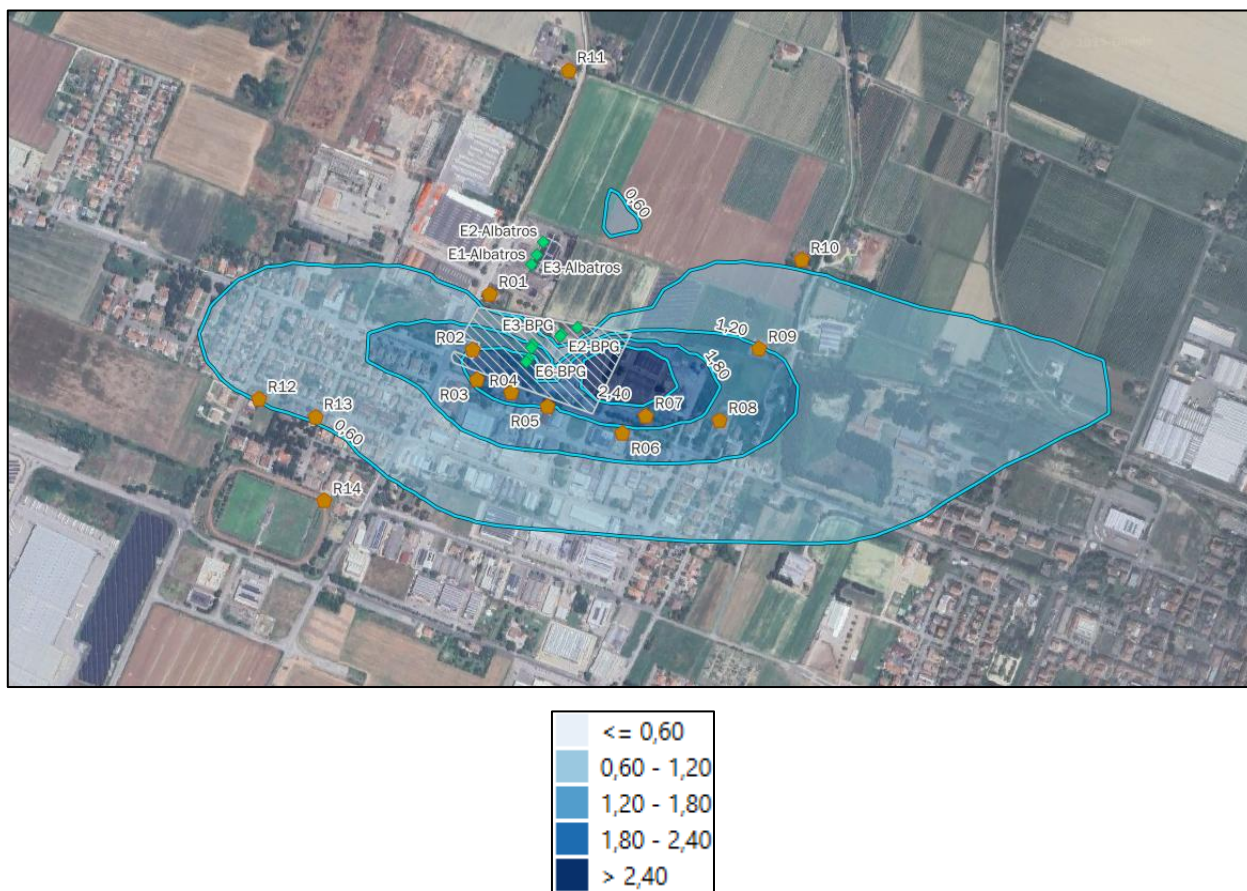 R11
0,60
E2-Albatros
R10
E1-Albatros
E3-Albatros
R01
1,20
E3-BPG
R09
R02
E2-BPG
1,80
E6-BPG
R04
R03
2,40
R12
R07
R05
R08
R13
0,60
R06
R14
<= 0,60
0,60 - 1,20
1,20 - 1,80
1,80 - 2,40
> 2,40